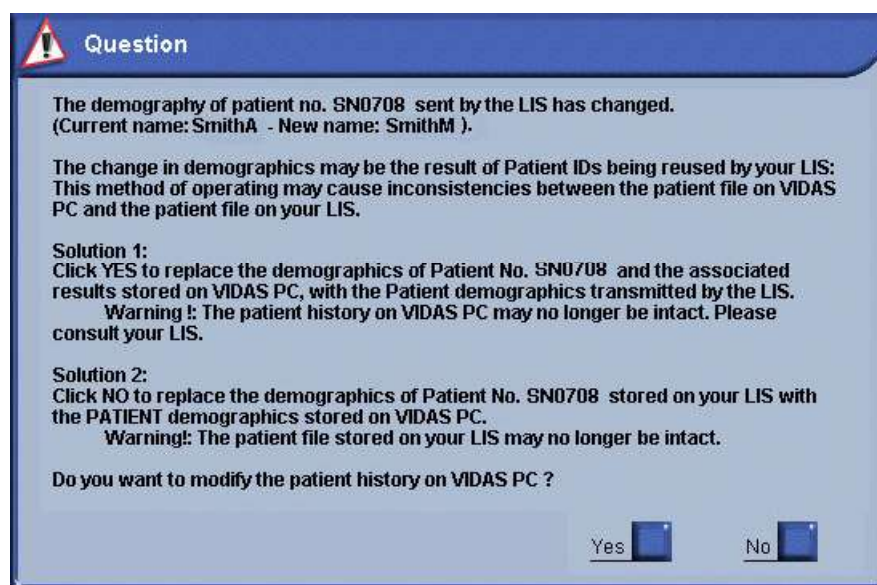 Question
The demography of patient no. SN0708 sent by the LIS has changed.
(Current name: SmithA - New name: SmithM ).
The change in demographics may be the result of Patient IDs being reused by your LIS:
This method of operating may cause inconsistencies between the patient file on VIDAS
PC and the patient file on your LIS.
Solution 1:
Click YES to replace the demographics of Patient No. SN0708 and the associated
results stored on VIDAS PC, with the Patient demographics transmitted by the LIS.
Warning !: The patient history on VIDAS PC may no longer be intact. Please
consult your LIS.
Solution 2:
Click NO to replace the demographics of Patient No. SN0708 stored on your LIS with
the PATIENT demographics stored on VIDAS PC.
Warning!: The patient file stored on your LIS may no longer be intact.
Do you want to modify the patient history on VIDAS PC ?
Yes No